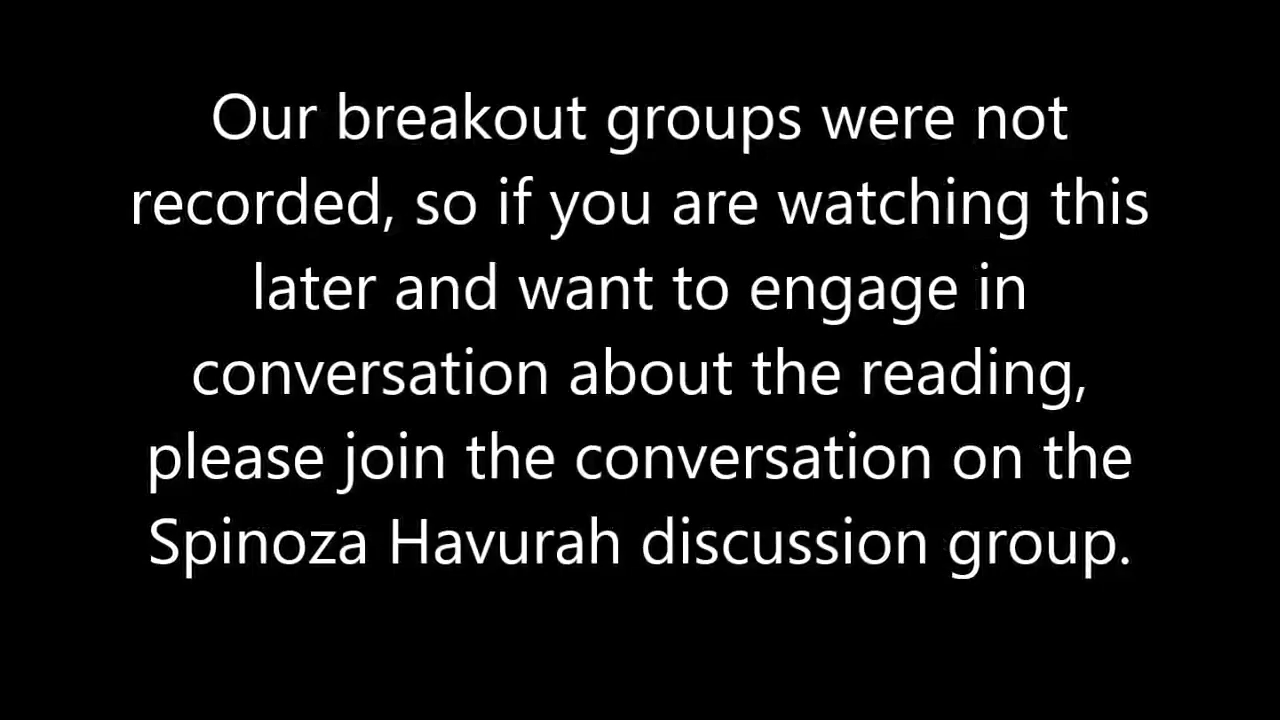 Our breakout groups were not
recorded, so if you are watching this
later and want to engage in
conversation about the reading,
please join the conversation on the
Spinoza Havurah discussion group.